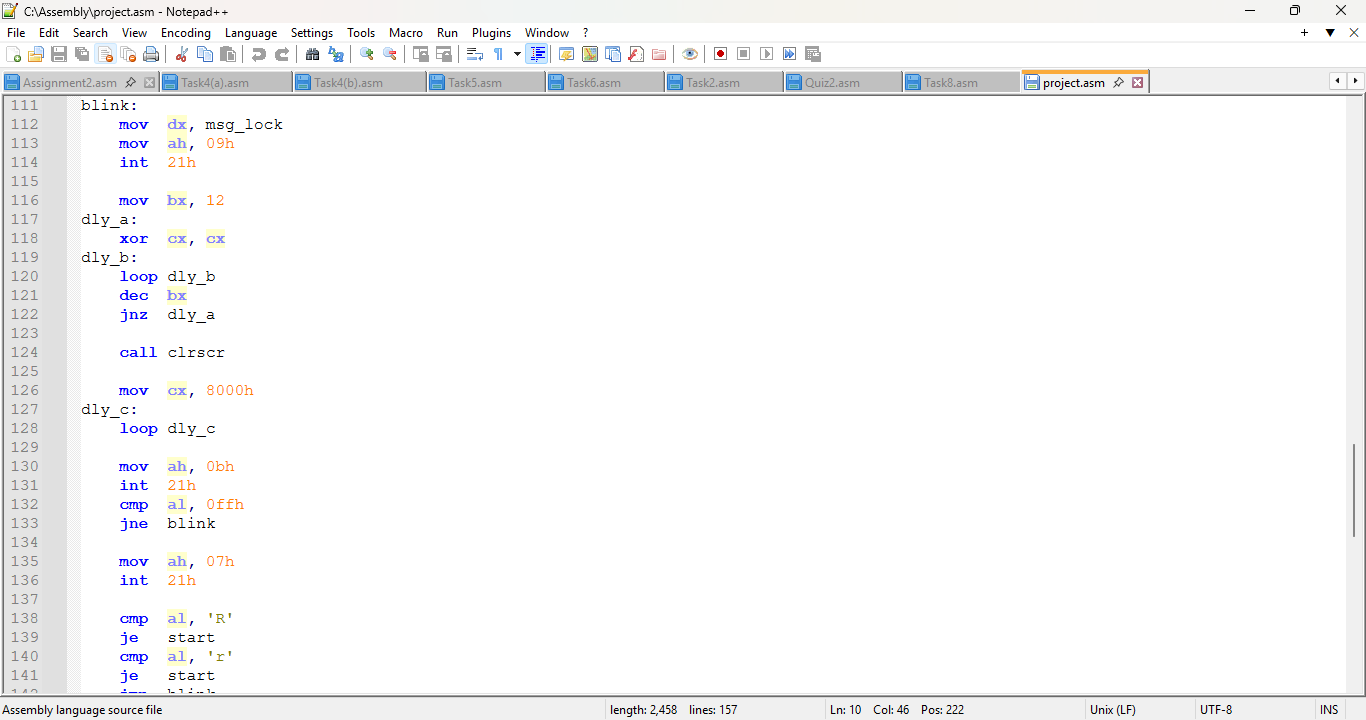 C:\Assembly\project.asm - Notepad++
File Edit Search View Encoding Language Settings Tools Macro Run Plugins Window ?
Assignment2.asm Task4(a).asm Task4(b).asm Task5.asm Task6.asm Task2.asm Quiz2.asm Task8.asm project.asm
111 blink:
112 mov dx, msg_lock
113 mov ah, 09h
114 int 21h
115
116 mov bx, 12
117 dly_a:
118 xor cx, cx
119 dly_b:
120 loop dly_b
121 dec bx
122 jnz dly_a
123
124 call clrscr
125
126 mov cx, 8000h
127 dly_c:
128 loop dly_c
129
130 mov ah, 0bh
131 int 21h
132 cmp al, 0ffh
133 jne blink
134
135 mov ah, 07h
136 int 21h
137
138 cmp al, 'R'
139 je start
140 cmp al, 'r'
141 je start
Assembly language source file length: 2,458 lines: 157 Ln: 10 Col: 46 Pos: 222 Unix (LF) UTF-8 INS